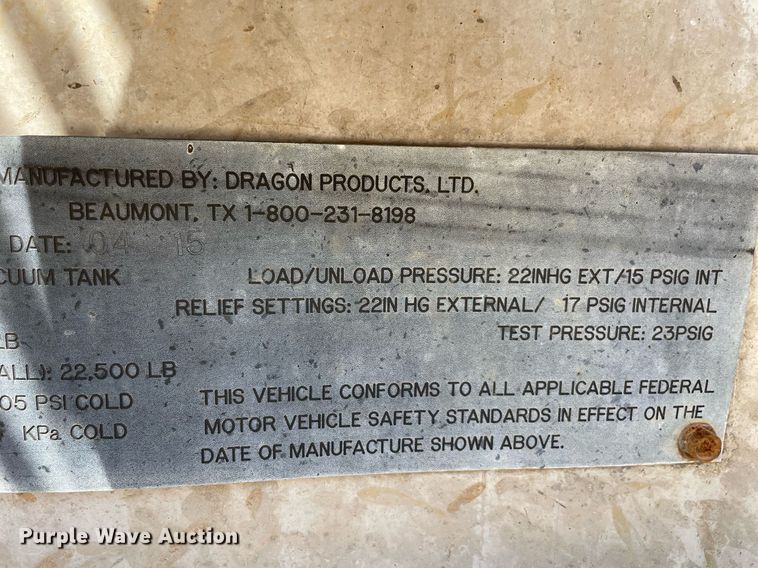 MANUFACTURED BY: DRAGON PRODUCTS, LTD.
BEAUMONT, TX 1-800-231-8198
DATE: 04 15
CUUM TANK LOAD/UNLOAD PRESSURE: 22INHG EXT/15 PSIG INT
RELIEF SETTINGS: 22IN HG EXTERNAL/ 17 PSIG INTERNAL
TEST PRESSURE: 23PSIG
LB
ALL): 22,500 LB
05 PSI COLD
KPa COLD
THIS VEHICLE CONFORMS TO ALL APPLICABLE FEDERAL
MOTOR VEHICLE SAFETY STANDARDS IN EFFECT ON THE
DATE OF MANUFACTURE SHOWN ABOVE.
Purple Wave Auction